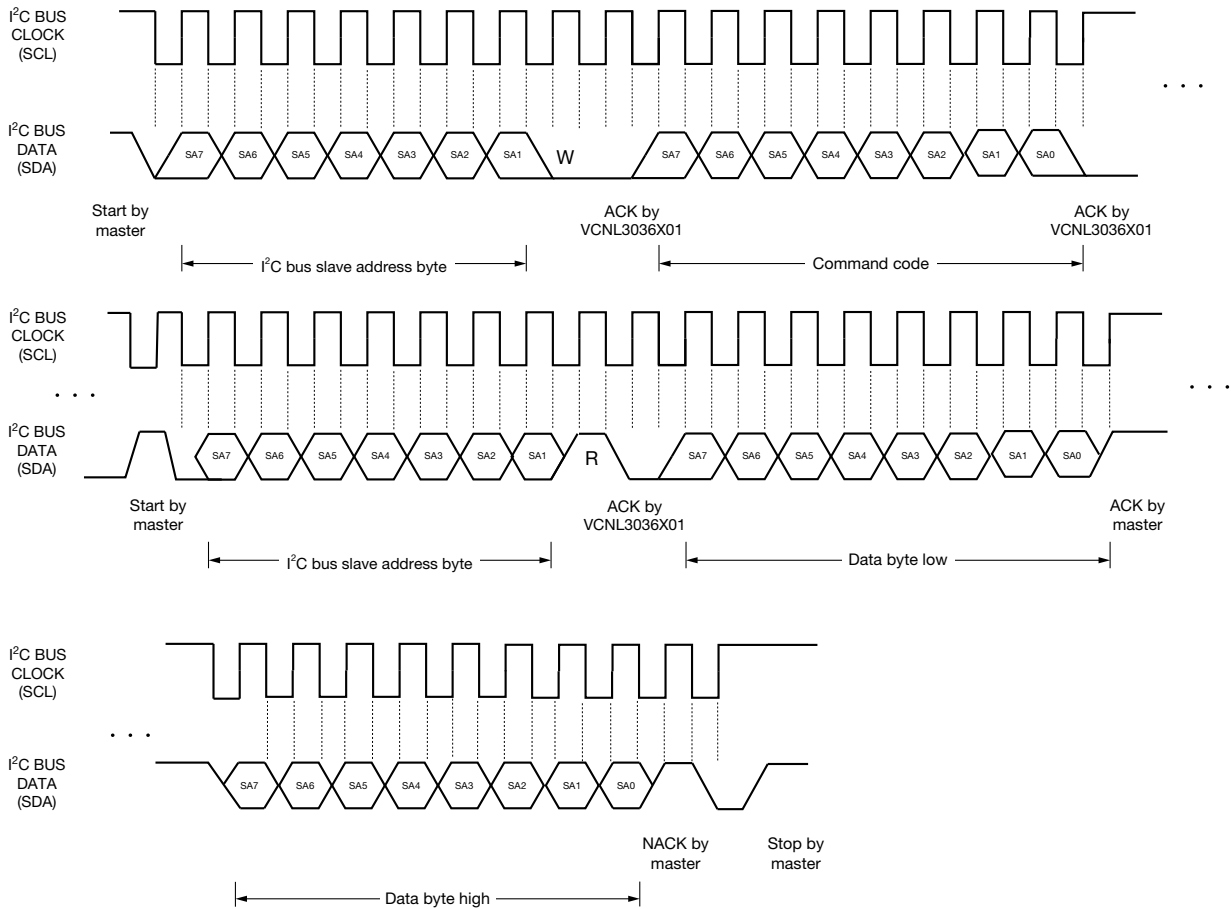 I²C BUS
CLOCK
(SCL)
. . .
I²C BUS
DATA
(SDA)
SA7 SA6 SA5 SA4 SA3 SA2 SA1 W SA7 SA6 SA5 SA4 SA3 SA2 SA1 SA0
Start by
master
ACK by
VCNL3036X01
ACK by
VCNL3036X01
I²C bus slave address byte
Command code
I²C BUS
CLOCK
(SCL)
. . .
. . .
I²C BUS
DATA
(SDA)
SA7 SA6 SA5 SA4 SA3 SA2 SA1 R SA7 SA6 SA5 SA4 SA3 SA2 SA1 SA0
Start by
master
ACK by
VCNL3036X01
ACK by
master
I²C bus slave address byte
Data byte low
I²C BUS
CLOCK
(SCL)
. . .
I²C BUS
DATA
(SDA)
SA7 SA6 SA5 SA4 SA3 SA2 SA1 SA0
NACK by
master
Stop by
master
Data byte high